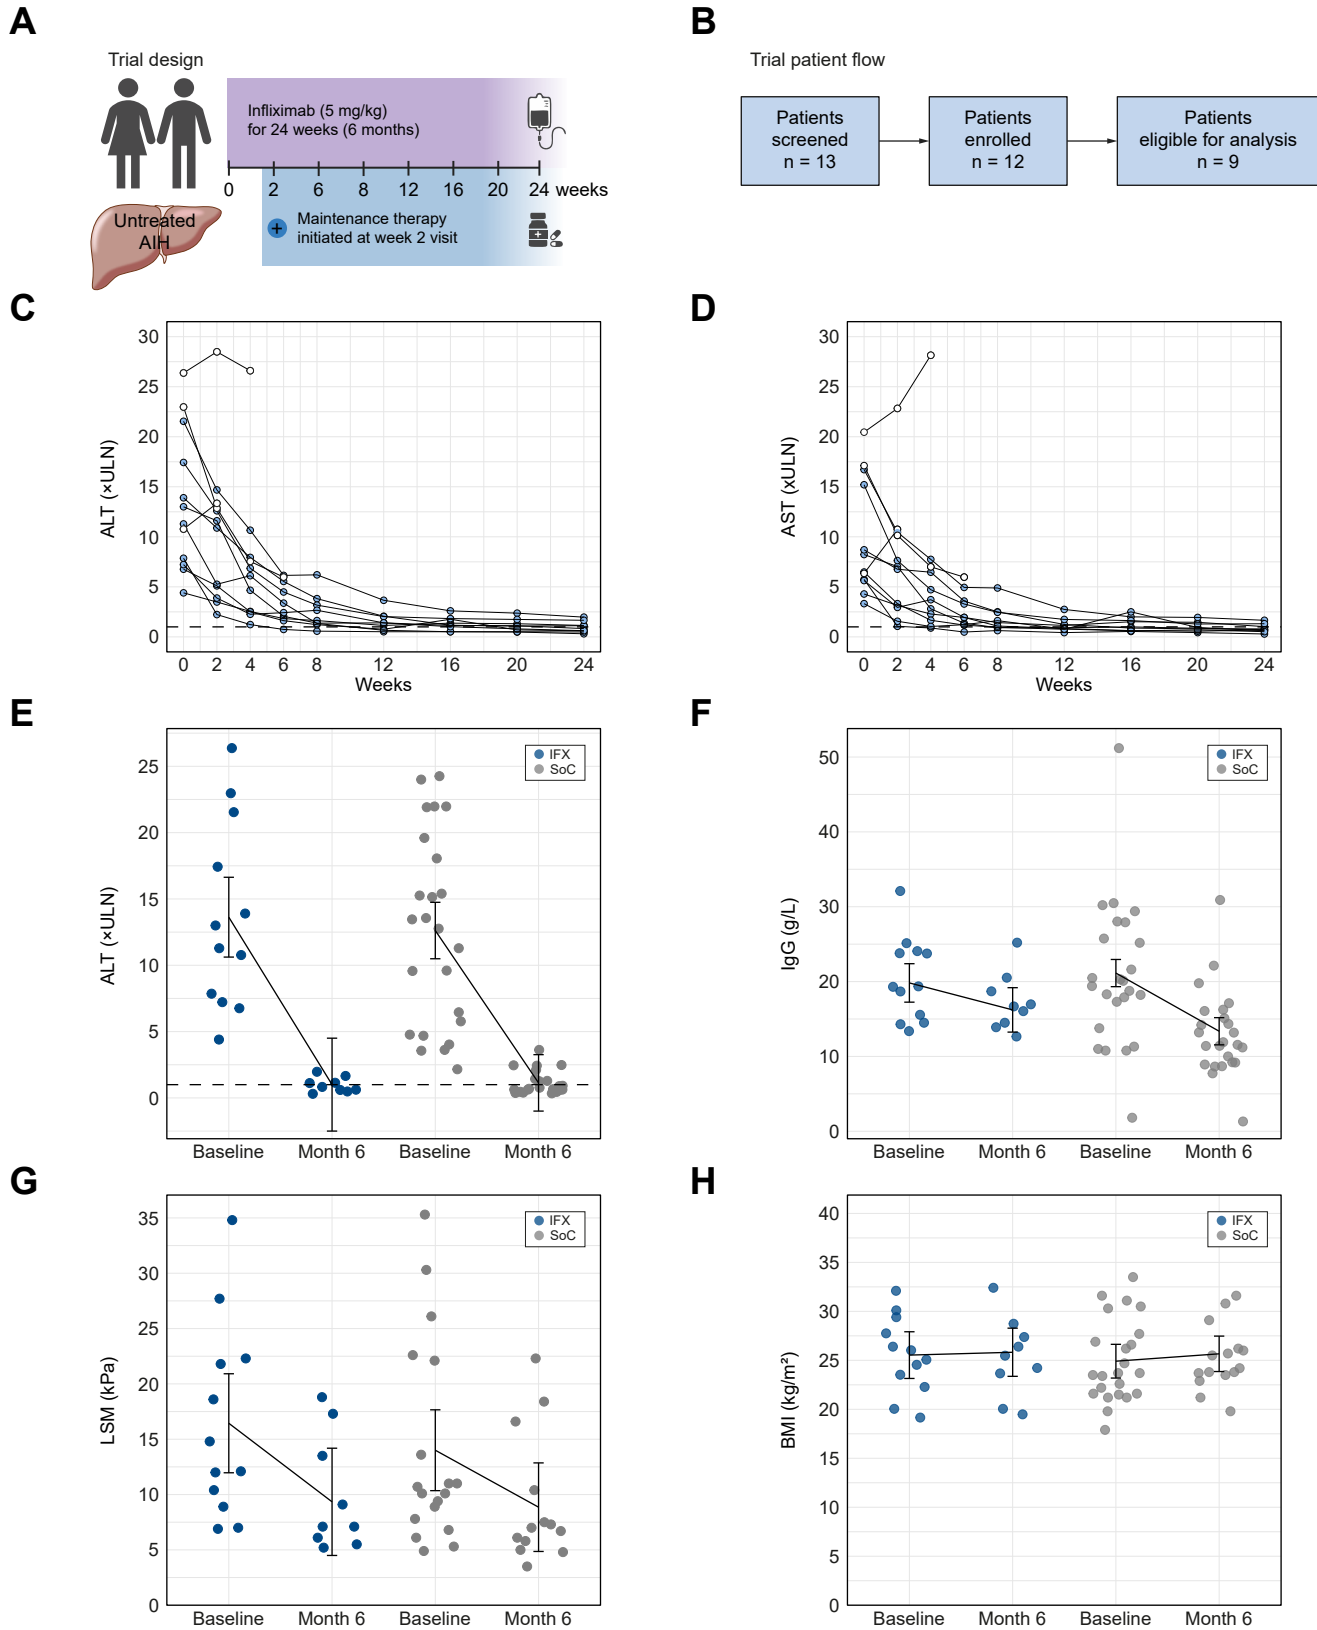 A
Trial design
Infliximab (5 mg/kg)
for 24 weeks (6 months)
0 2 6 8 12 16 20 24 weeks
Untreated
AIH
Maintenance therapy
initiated at week 2 visit
B
Trial patient flow
Patients
screened
n = 13
Patients
enrolled
n = 12
Patients
eligible for analysis
n = 9
C
ALT (×ULN)
30
25
20
15
10
5
0
0 2 4 6 8 12 16 20 24
Weeks
D
AST (xULN)
30
25
20
15
10
5
0
0 2 4 6 8 12 16 20 24
Weeks
E
ALT (×ULN)
25
20
15
10
5
0
IFX
SoC
Baseline Month 6 Baseline Month 6
F
IgG (g/L)
50
40
30
20
10
0
IFX
SoC
Baseline Month 6 Baseline Month 6
G
LSM (kPa)
35
30
25
20
15
10
5
0
IFX
SoC
Baseline Month 6 Baseline Month 6
H
BMI (kg/m²)
40
35
30
25
20
15
10
5
0
IFX
SoC
Baseline Month 6 Baseline Month 6